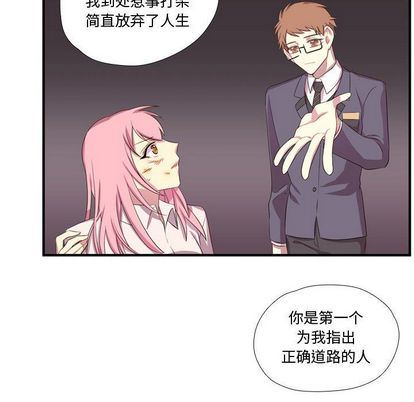 我到处惹事打架
简直放弃了人生
你是第一个
为我指出
正确道路的人